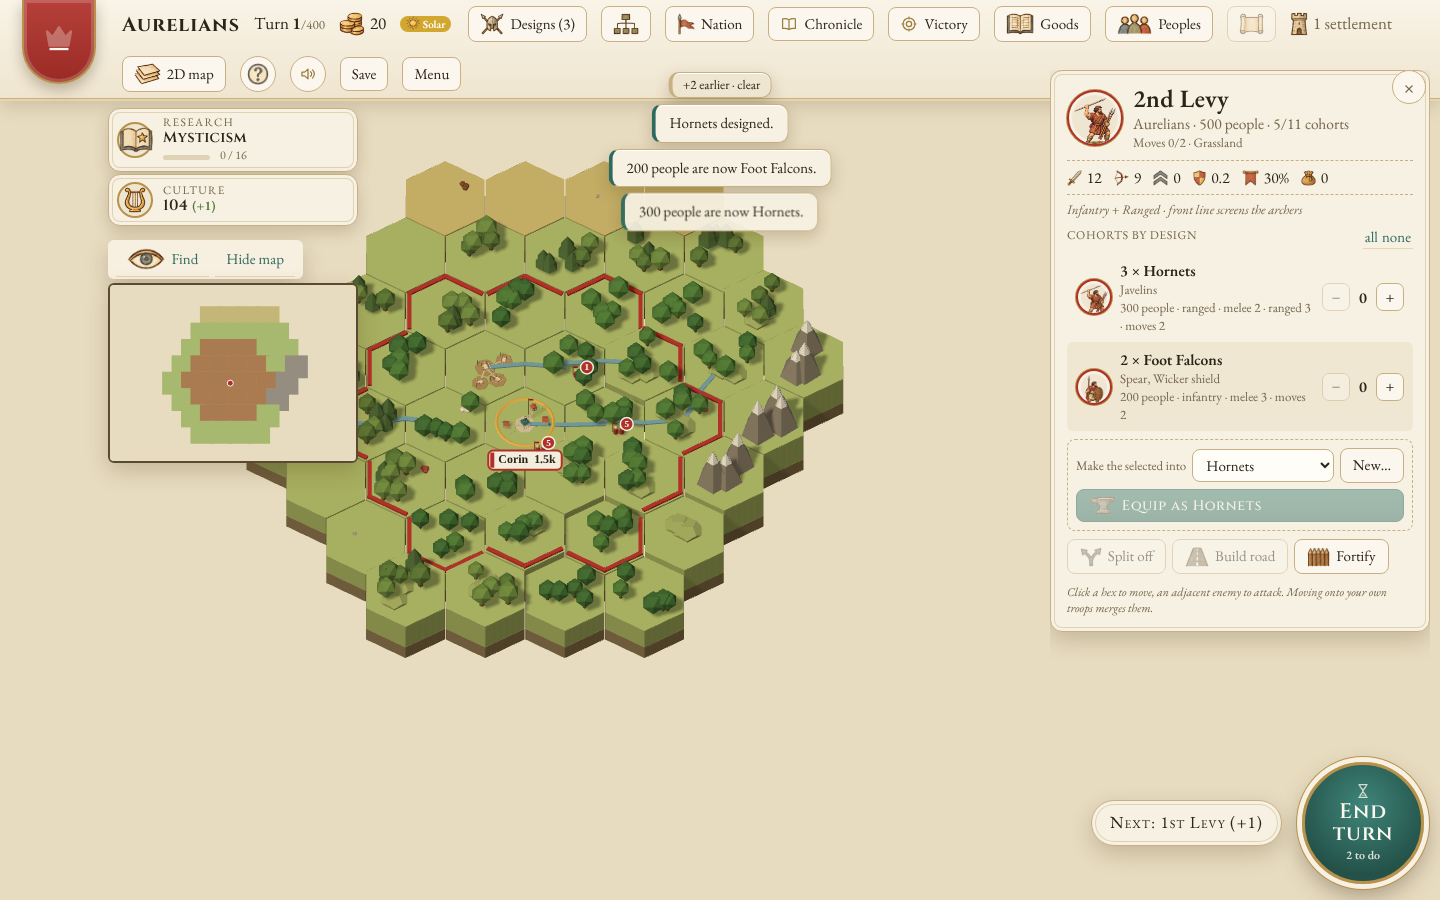 AURELIANS
Turn 1/400
20
Solar
Designs (3)
Nation
Chronicle
Victory
Goods
Peoples
1 settlement
2D map
Save
Menu
+2 earlier · clear
Hornets designed.
200 people are now Foot Falcons.
300 people are now Hornets.
RESEARCH
MYSTICISM
0 / 16
CULTURE
104 (+1)
Find
Hide map
1
5
5
Corin 1.5k
×
2nd Levy
Aurelians · 500 people · 5/11 cohorts
Moves 0/2 · Grassland
12 9 0 0.2 30% 0
Infantry + Ranged · front line screens the archers
COHORTS BY DESIGN
all none
3 × Hornets
Javelins
300 people · ranged · melee 2 · ranged 3
· moves 2
− 0 +
2 × Foot Falcons
Spear, Wicker shield
200 people · infantry · melee 3 · moves
2
− 0 +
Make the selected into
Hornets
New...
EQUIP AS HORNETS
Split off
Build road
Fortify
Click a hex to move, an adjacent enemy to attack. Moving onto your own
troops merges them.
NEXT: 1ST LEVY (+1)
END
TURN
2 to do